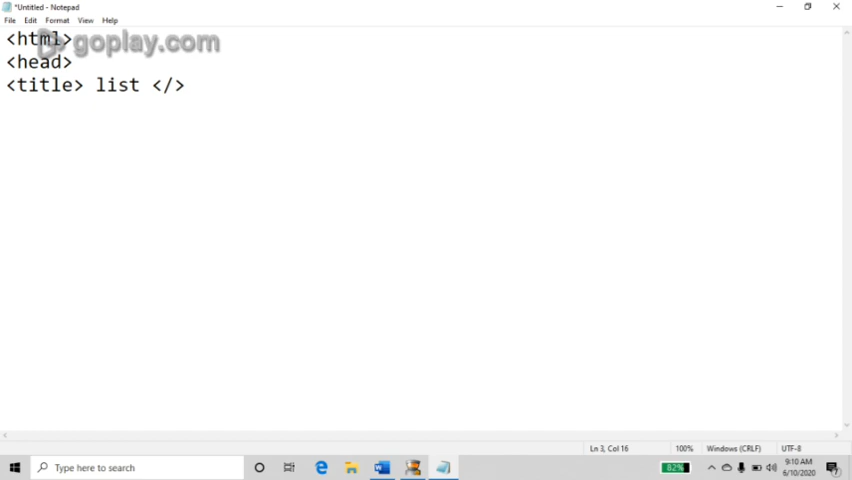 *Untitled - Notepad
File Edit Format View Help
<html>
goplay.com
<head>
<title> list </>
Ln 3, Col 16 100% Windows (CRLF) UTF-8
Type here to search
82%
9:10 AM
6/10/2020